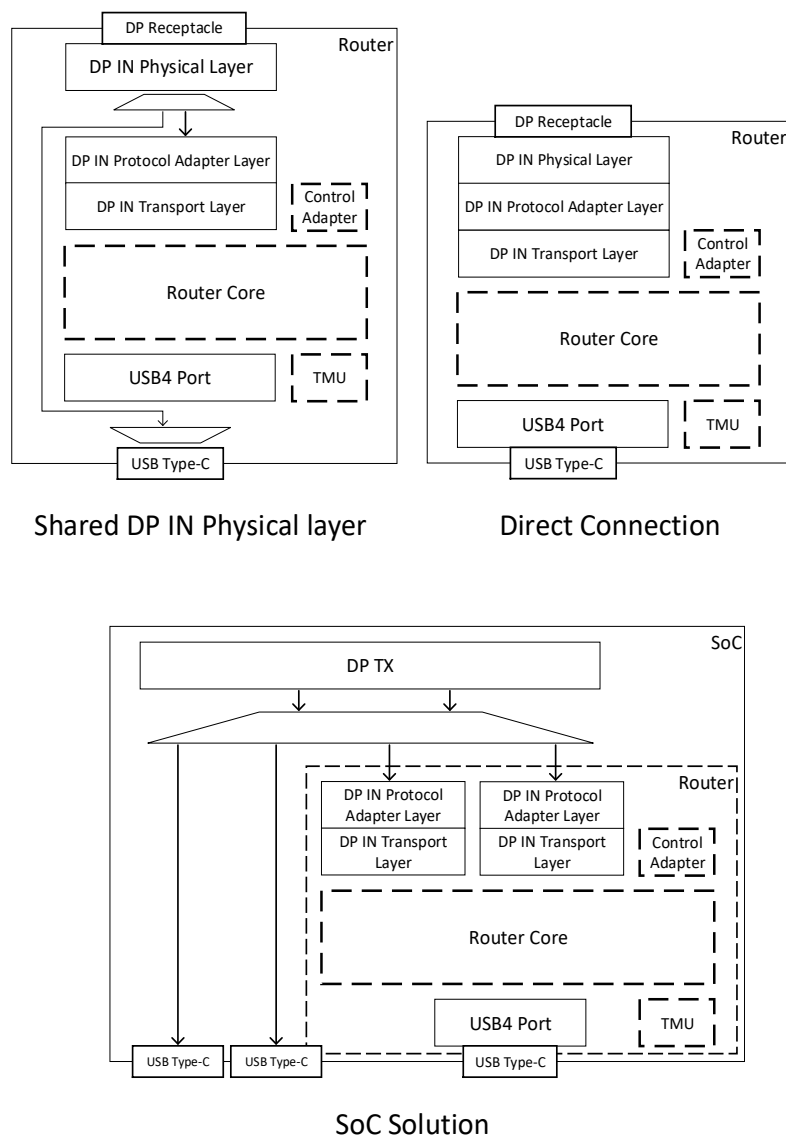 DP Receptacle
Router
DP IN Physical Layer
DP IN Protocol Adapter Layer
DP IN Transport Layer
Control
Adapter
Router Core
USB4 Port
TMU
USB Type-C
Shared DP IN Physical layer
DP Receptacle
Router
DP IN Physical Layer
DP IN Protocol Adapter Layer
DP IN Transport Layer
Control
Adapter
Router Core
USB4 Port
TMU
USB Type-C
Direct Connection
SoC
DP TX
Router
DP IN Protocol
Adapter Layer
DP IN Transport
Layer
DP IN Protocol
Adapter Layer
DP IN Transport
Layer
Control
Adapter
Router Core
USB4 Port
TMU
USB Type-C
USB Type-C
USB Type-C
SoC Solution